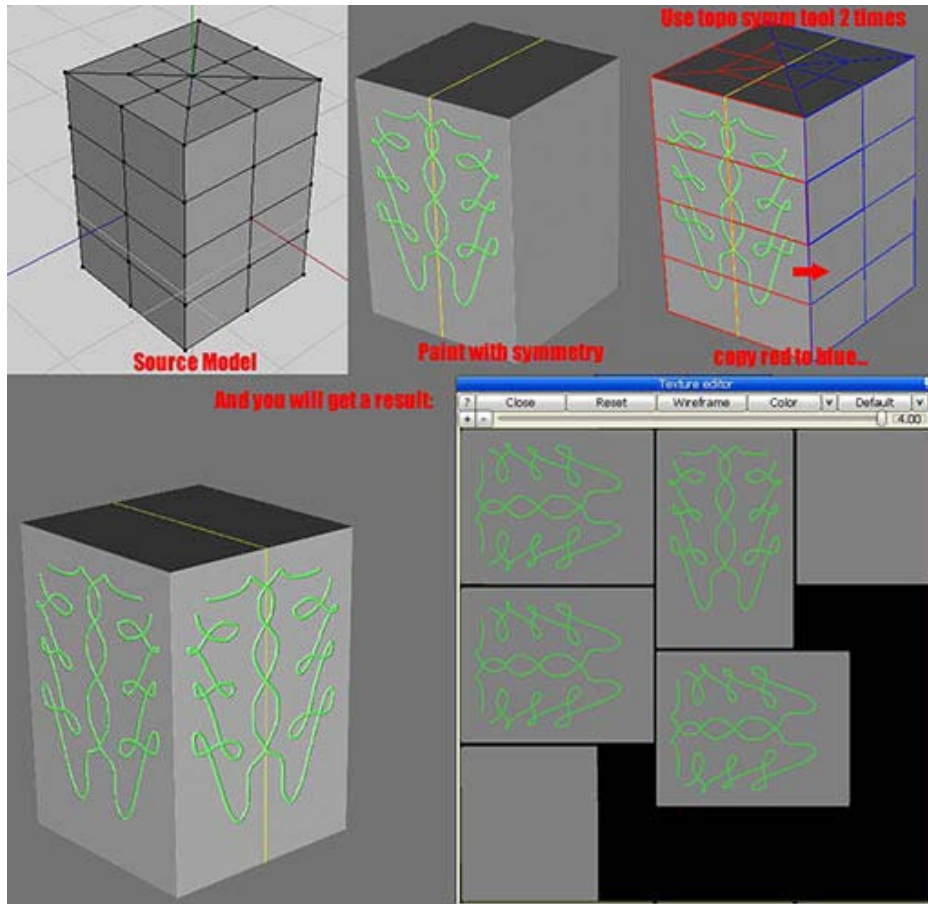 Use topo symm tool 2 times
Source Model
Paint with symmetry
copy red to blue...
And you will get a result:
Texture editor
? Close Reset Wireframe Color v Default v
+ - 4.00